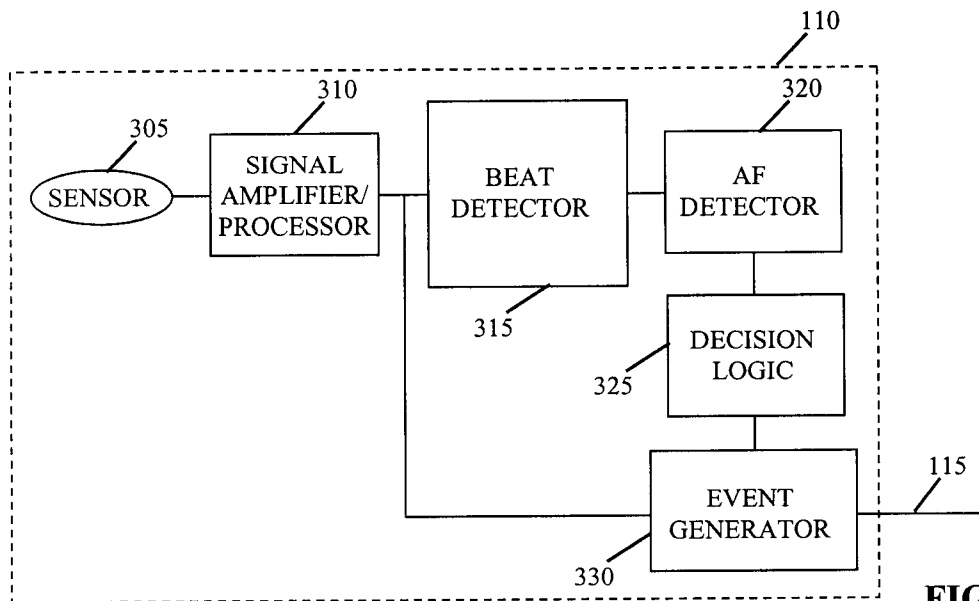 110
310
320
305
SENSOR
SIGNAL
AMPLIFIER/
PROCESSOR
BEAT
DETECTOR
AF
DETECTOR
315
325
DECISION
LOGIC
115
EVENT
GENERATOR
330
FIG